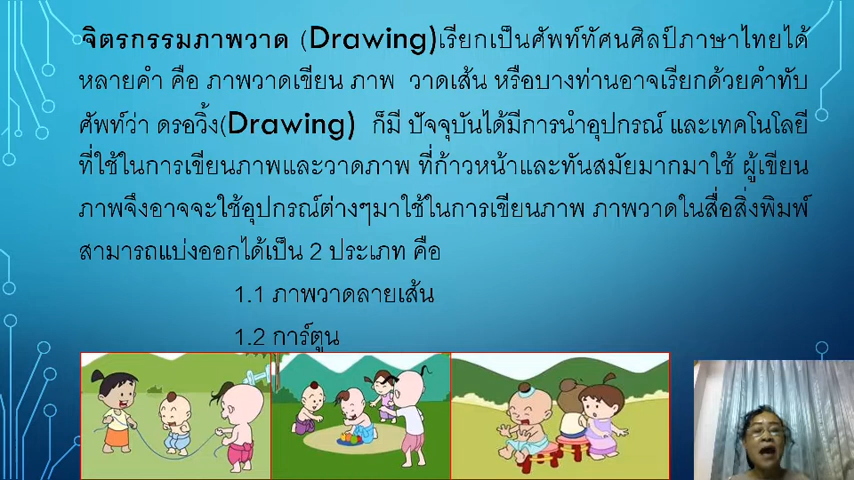 จิตรกรรมภาพวาด (Drawing)เรียกเป็นศัพท์ทัศนศิลป์ภาษาไทยได้
หลายคำ คือ ภาพวาดเขียน ภาพ วาดเส้น หรือบางท่านอาจเรียกด้วยคำทับ
ศัพท์ว่า ดรอวิ้ง(Drawing) ก็มี ปัจจุบันได้มีการนำอุปกรณ์ และเทคโนโลยี
ที่ใช้ในการเขียนภาพและวาดภาพ ที่ก้าวหน้าและทันสมัยมากมาใช้ ผู้เขียน
ภาพจึงอาจจะใช้อุปกรณ์ต่างๆมาใช้ในการเขียนภาพ ภาพวาดในสื่อสิ่งพิมพ์
สามารถแบ่งออกได้เป็น 2 ประเภท คือ
1.1 ภาพวาดลายเส้น
1.2 การ์ตูน